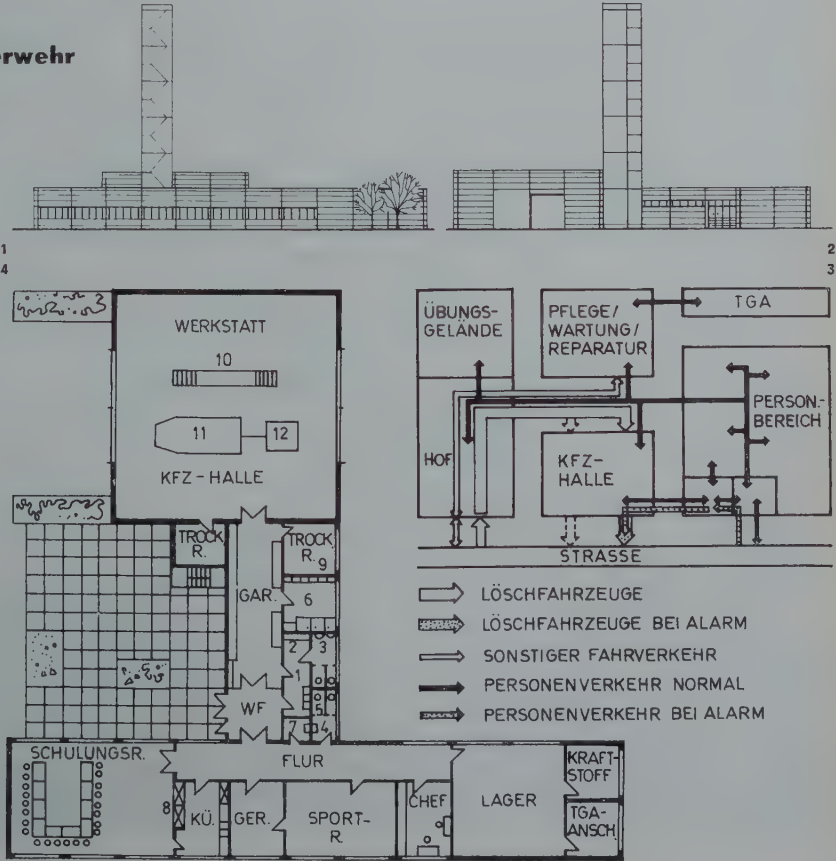 erwehr
1
4
2
3
WERKSTATT
10
11
12
KFZ-HALLE
TROCK
R.
TROCK
R.
9
GAR.
6
2
3
1
5
WF
7
4
SCHULUNGSR.
FLUR
8
KÜ.
GER.
SPORT-
R.
CHEF
LAGER
KRAFT-
STOFF
TGA-
ANSCH
ÜBUNGS-
GELÄNDE
PFLEGE/
WARTUNG/
REPARATUR
TGA
PERSON.-
BEREICH
HOF
KFZ-
HALLE
STRASSE
LÖSCHFAHRZEUGE
LÖSCHFAHRZEUGE BEI ALARM
SONSTIGER FAHRVERKEHR
PERSONENVERKEHR NORMAL
PERSONENVERKEHR BEI ALARM